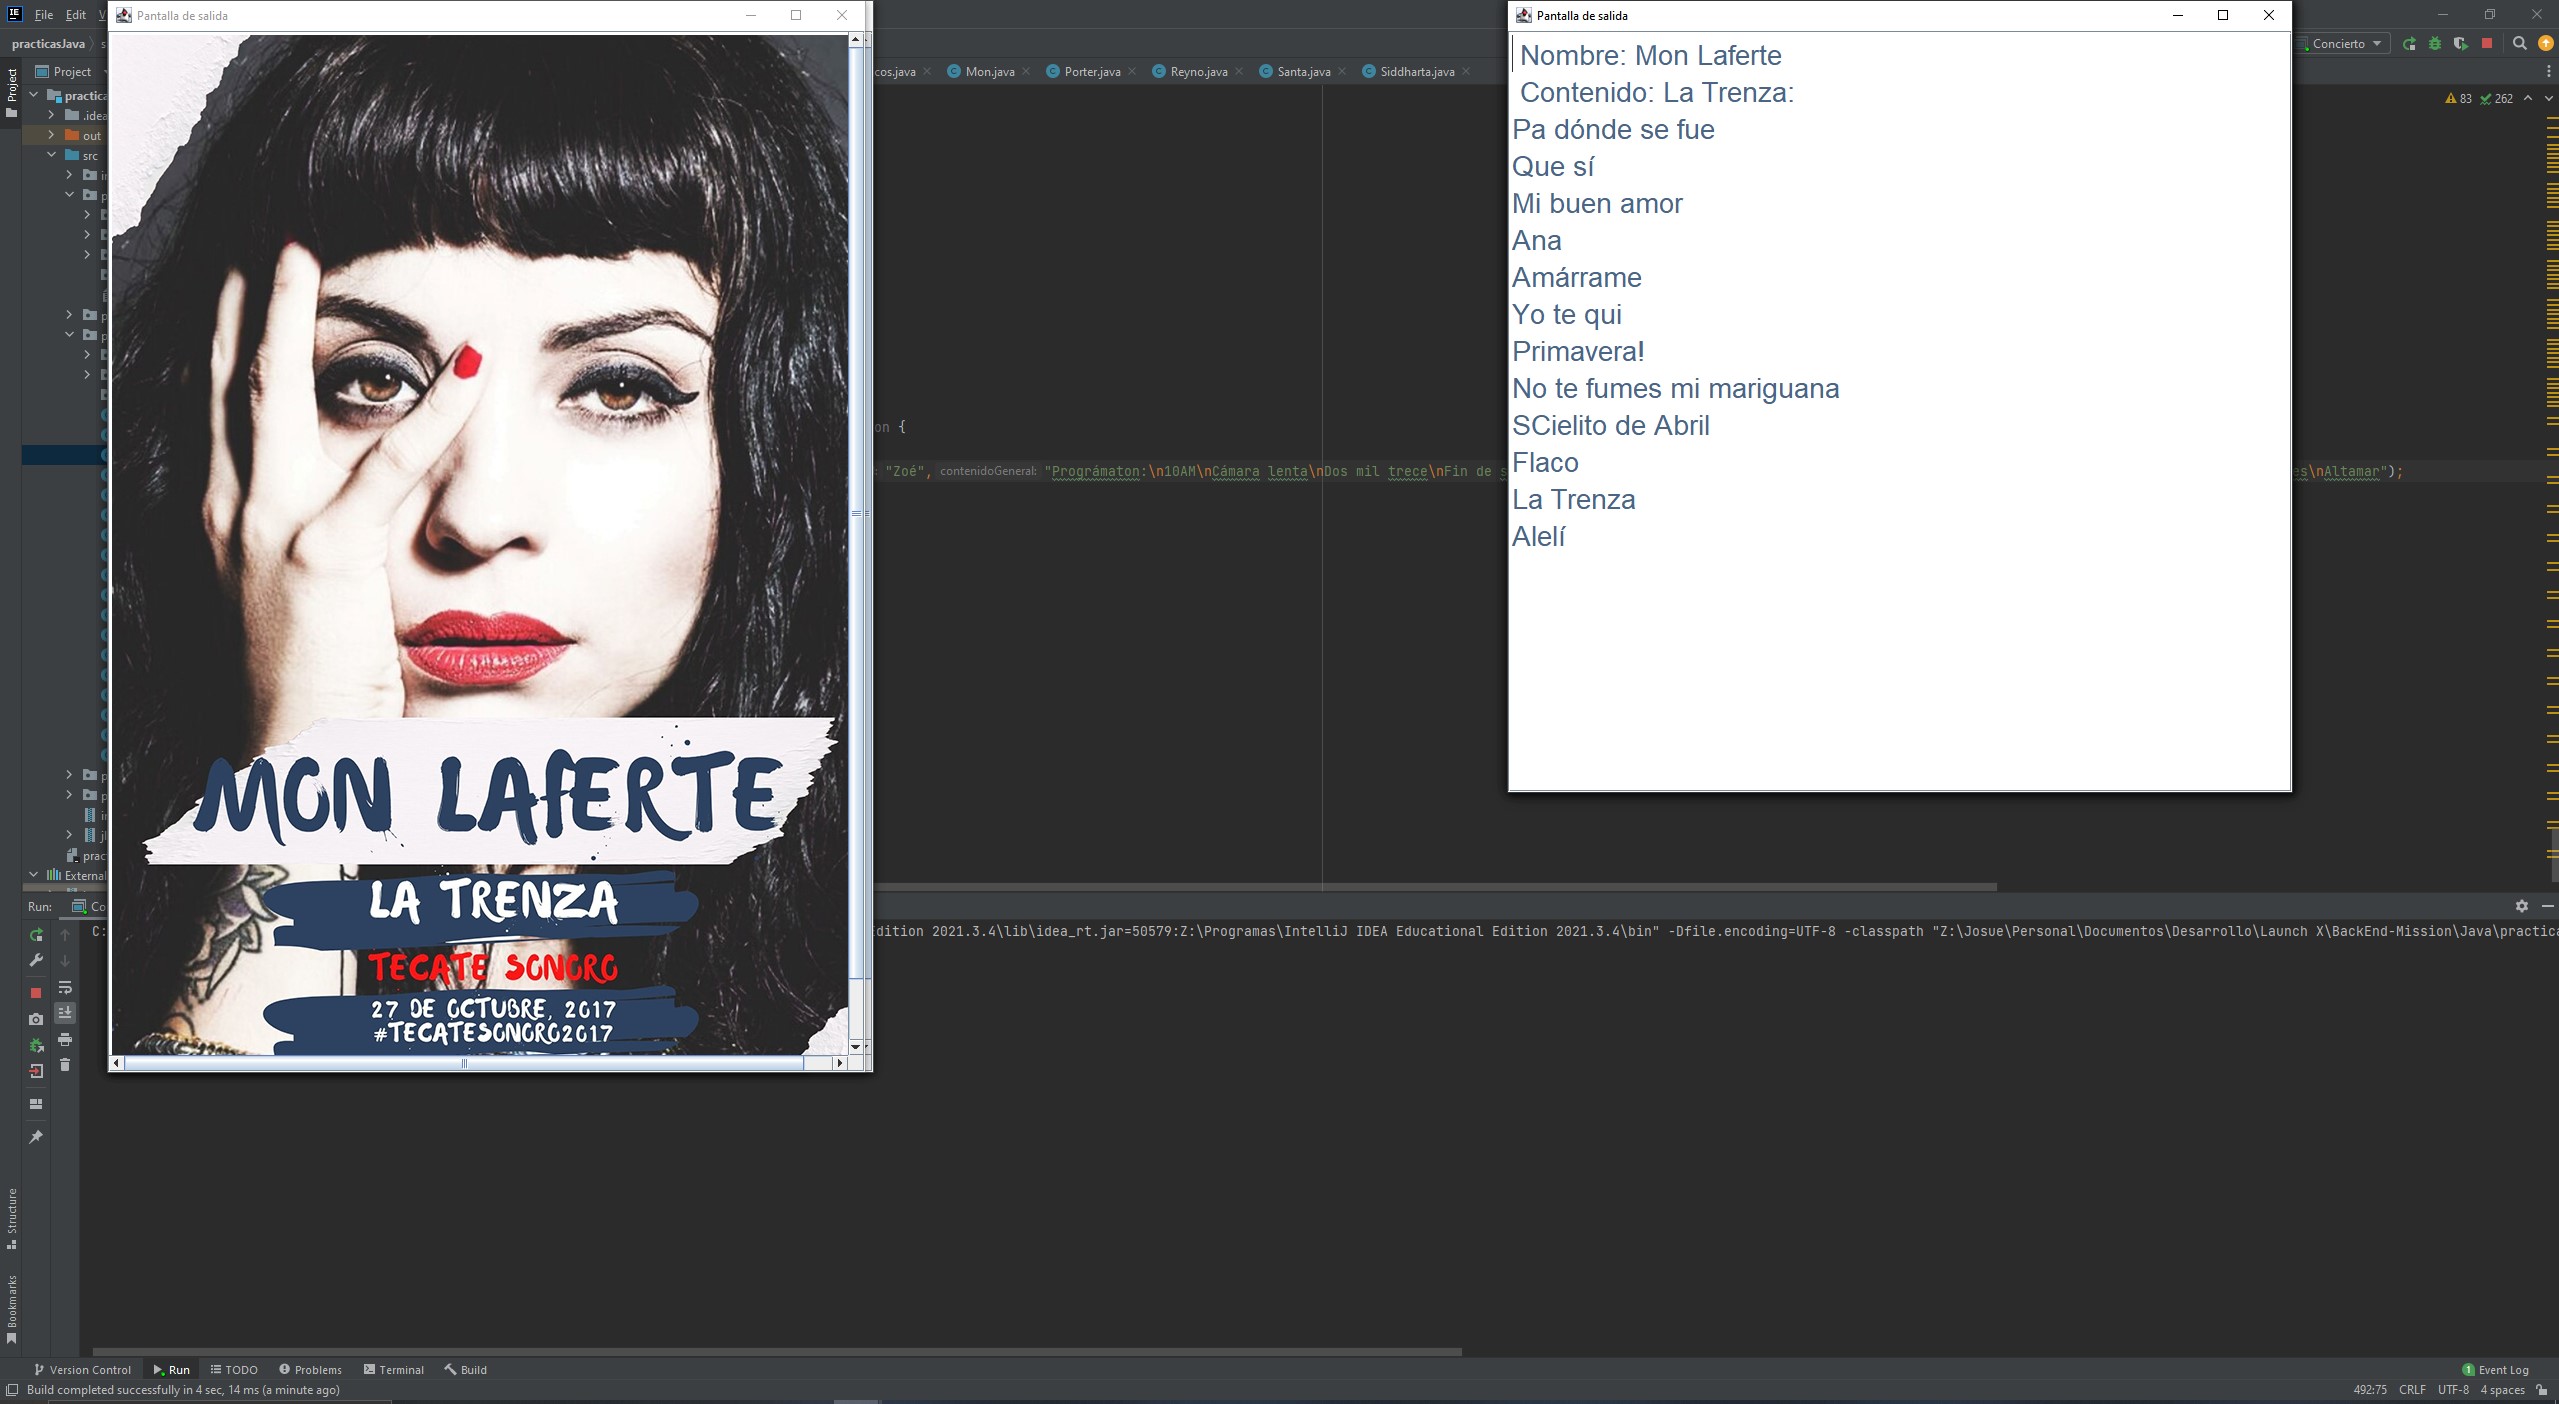 File Edit
Pantalla de salida
Pantalla de salida
practicasJava
Concierto
Project
cos.java
Mon.java
Porter.java
Reyno.java
Santa.java
Siddharta.java
Project
practica
.idea
out
src
External
83 262
on {
"Zoé", contenidoGeneral: "Prográmaton:\n10AM\nCámara lenta\nDos mil trece\nFin de s
es\nAltamar");
MON LAFERTE
LA TRENZA
TECATE SONORO
27 DE OCTUBRE, 2017
#TECATESONORO2017
Nombre: Mon Laferte
Contenido: La Trenza:
Pa dónde se fue
Que sí
Mi buen amor
Ana
Amárrame
Yo te qui
Primavera!
No te fumes mi mariguana
SCielito de Abril
Flaco
La Trenza
Alelí
Run: Co
C:
dition 2021.3.4\lib\idea_rt.jar=50579:Z:\Programas\IntelliJ IDEA Educational Edition 2021.3.4\bin" -Dfile.encoding=UTF-8 -classpath "Z:\Josue\Personal\Documentos\Desarrollo\Launch X\BackEnd-Mission\Java\practica
Structure
Bookmarks
Version Control Run TODO Problems Terminal Build
1 Event Log
Build completed successfully in 4 sec, 14 ms (a minute ago)
492:75 CRLF UTF-8 4 spaces